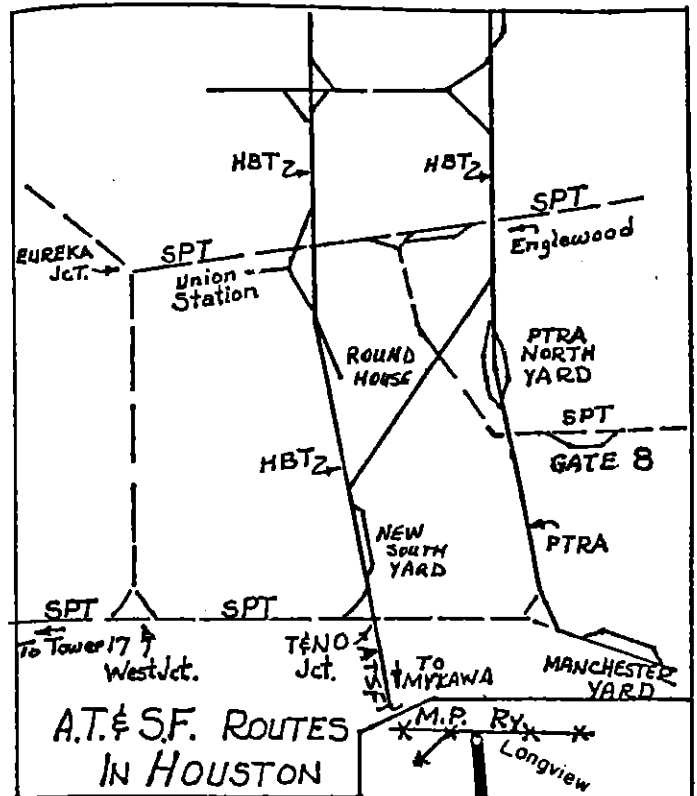 HBT
HBT
SPT
SPT
EUREKA
JCT.
Englewood
Union
Station
ROUND
HOUSE
PTRA
NORTH
YARD
SPT
GATE 8
HBT
NEW
SOUTH
YARD
PTRA
SPT
SPT
To Tower 17
West Jct.
T&NO
Jct.
AT&SF
TO
MYKAWA
MANCHESTER
YARD
A.T.& S.F. ROUTES
IN HOUSTON
M.P. RY.
Longview